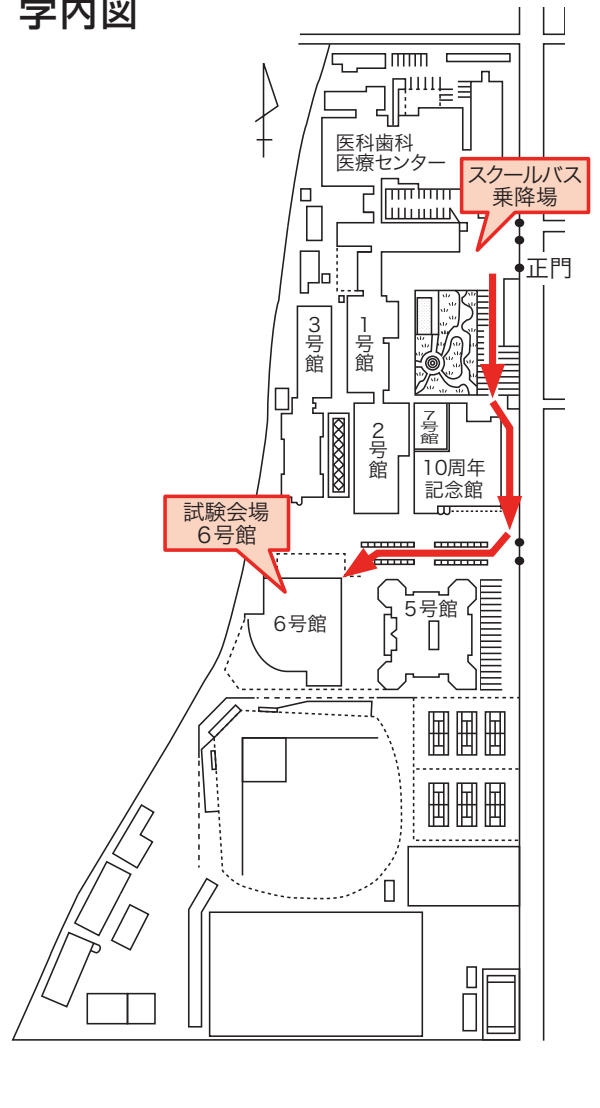 学内図
医科歯科
医療センター
スクールバス
乗降場
正門
3号館
1号館
2号館
7号館
10周年
記念館
試験会場
6号館
6号館
5号館